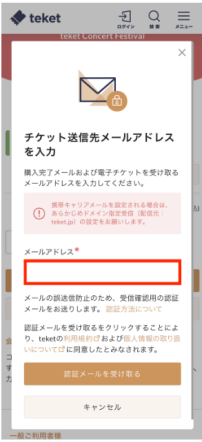 teket
ログイン
検索
メニュー
teket Concert Festival
チケット送信先メールアドレス
を入力
購入完了メールおよび電子チケットを受け取る
メールアドレスを入力してください。
携帯キャリアメールを設定される場合は、
あらかじめドメイン指定受信（配信元：
teket.jp）の設定をお願いします。
メールアドレス*
メールの誤送信防止のため、受信確認用の認証
メールをお送りします。 認証方法について
認証メールを受け取るをクリックすることによ
り、teketの利用規約および個人情報の取り扱
いについてに同意したとみなされます。
認証メールを受け取る
キャンセル
一般ご利用者様